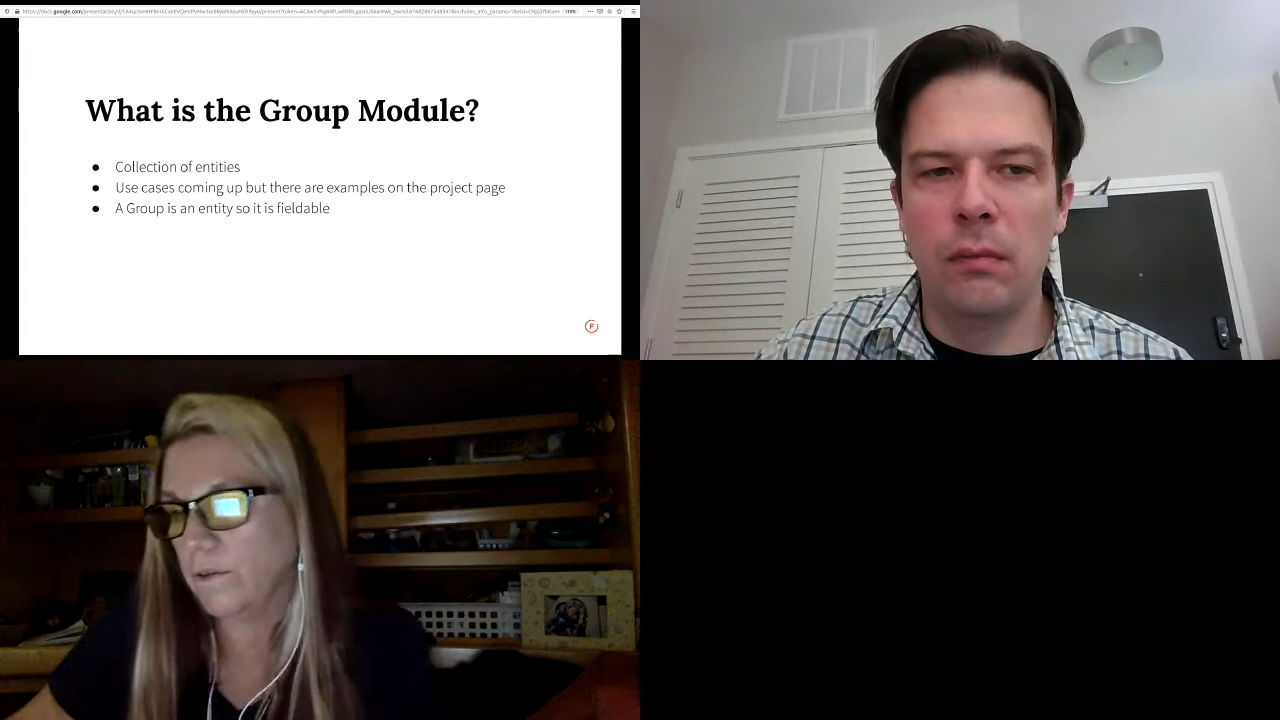 What is the Group Module?
● Collection of entities
● Use cases coming up but there are examples on the project page
● A Group is an entity so it is fieldable
F